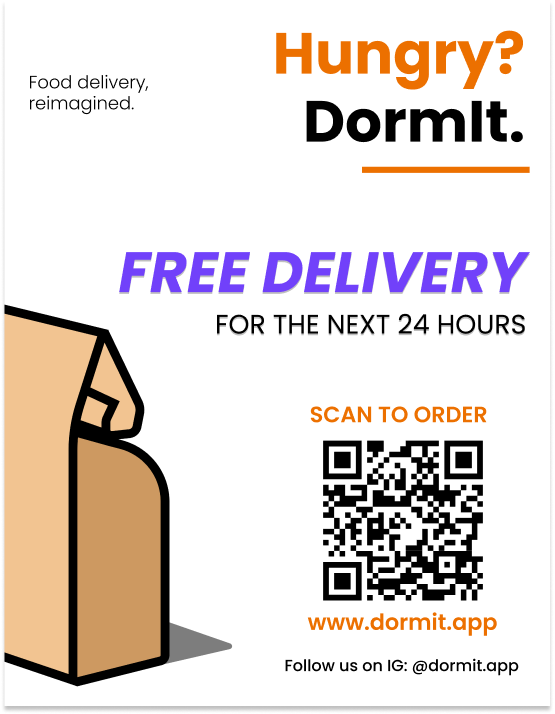 Hungry?
Food delivery,
reimagined.
DormIt.
FREE DELIVERY
FOR THE NEXT 24 HOURS
SCAN TO ORDER
www.dormit.app
Follow us on IG: @dormit.app